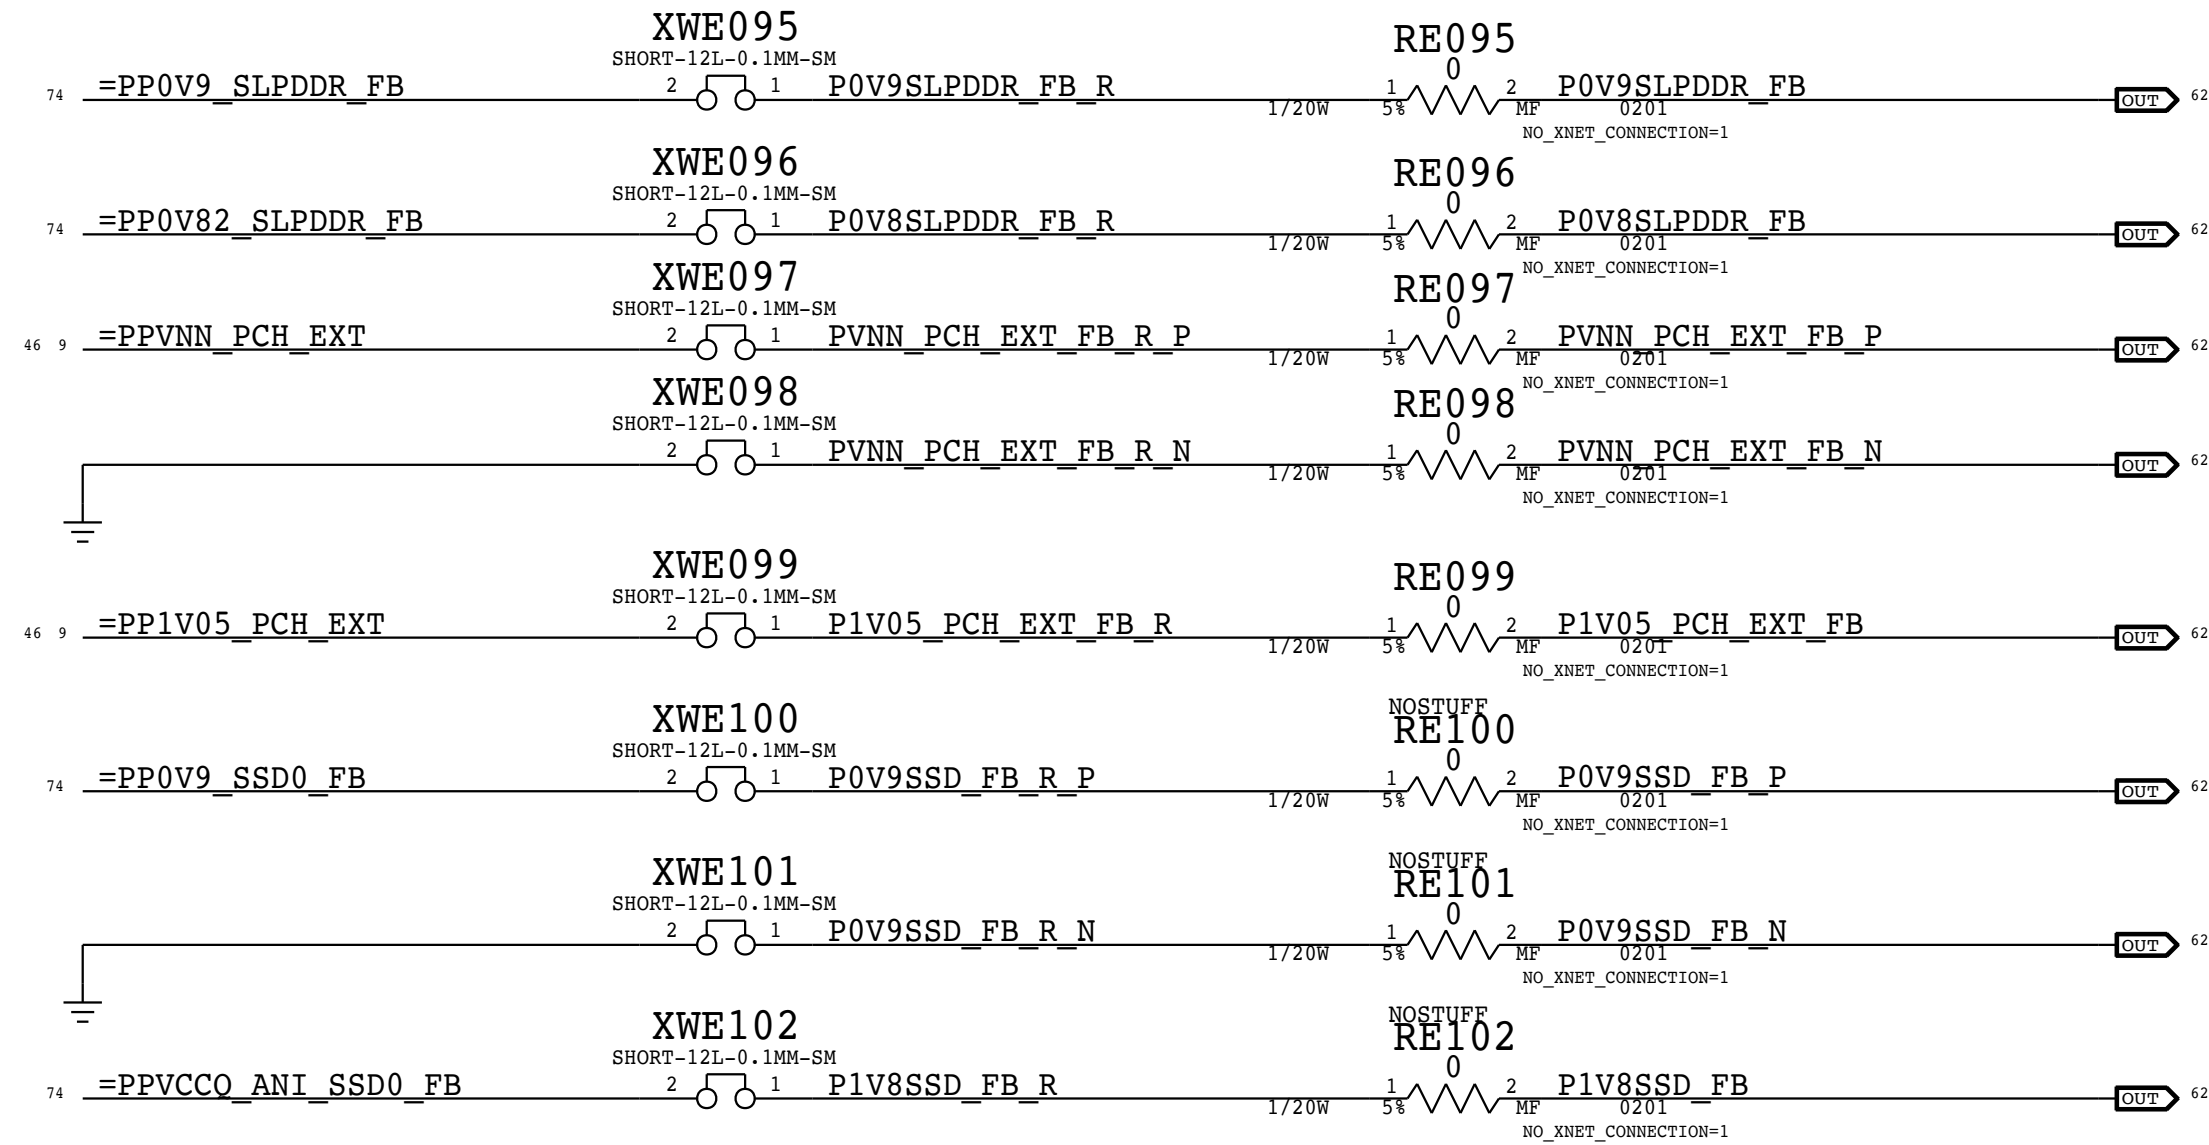 XWE095
SHORT-12L-0.1MM-SM
RE095
0
74 =PP0V9_SLPDDR_FB 2 1 P0V9SLPDDR_FB_R 1 2 P0V9SLPDDR_FB OUT 62
1/20W 5% MF 0201
NO_XNET_CONNECTION=1
XWE096
SHORT-12L-0.1MM-SM
RE096
0
74 =PP0V82_SLPDDR_FB 2 1 P0V8SLPDDR_FB_R 1 2 P0V8SLPDDR_FB OUT 62
1/20W 5% MF 0201
NO_XNET_CONNECTION=1
XWE097
SHORT-12L-0.1MM-SM
RE097
0
46 9 =PPVNN_PCH_EXT 2 1 PVNN_PCH_EXT_FB_R_P 1 2 PVNN_PCH_EXT_FB_P OUT 62
1/20W 5% MF 0201
NO_XNET_CONNECTION=1
XWE098
SHORT-12L-0.1MM-SM
RE098
0
2 1 PVNN_PCH_EXT_FB_R_N 1 2 PVNN_PCH_EXT_FB_N OUT 62
1/20W 5% MF 0201
NO_XNET_CONNECTION=1
XWE099
SHORT-12L-0.1MM-SM
RE099
0
46 9 =PP1V05_PCH_EXT 2 1 P1V05_PCH_EXT_FB_R 1 2 P1V05_PCH_EXT_FB OUT 62
1/20W 5% MF 0201
NO_XNET_CONNECTION=1
XWE100
SHORT-12L-0.1MM-SM
NOSTUFF
RE100
0
74 =PP0V9_SSD0_FB 2 1 P0V9SSD_FB_R_P 1 2 P0V9SSD_FB_P OUT 62
1/20W 5% MF 0201
NO_XNET_CONNECTION=1
XWE101
SHORT-12L-0.1MM-SM
NOSTUFF
RE101
0
2 1 P0V9SSD_FB_R_N 1 2 P0V9SSD_FB_N OUT 62
1/20W 5% MF 0201
NO_XNET_CONNECTION=1
XWE102
SHORT-12L-0.1MM-SM
NOSTUFF
RE102
0
74 =PPVCCQ_ANI_SSD0_FB 2 1 P1V8SSD_FB_R 1 2 P1V8SSD_FB OUT 62
1/20W 5% MF 0201
NO_XNET_CONNECTION=1